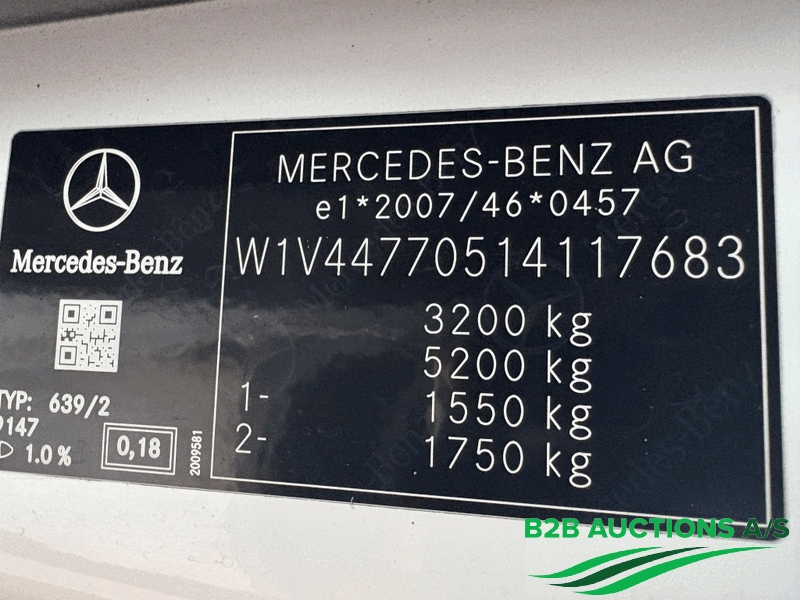 MERCEDES-BENZ AG
e1*2007/46*0457
W1V44770514117683
3200 kg
5200 kg
1- 1550 kg
2- 1750 kg
Mercedes-Benz
TYP: 639/2
9147
1.0 %
0,18
2009581
B2B AUCTIONS A/S